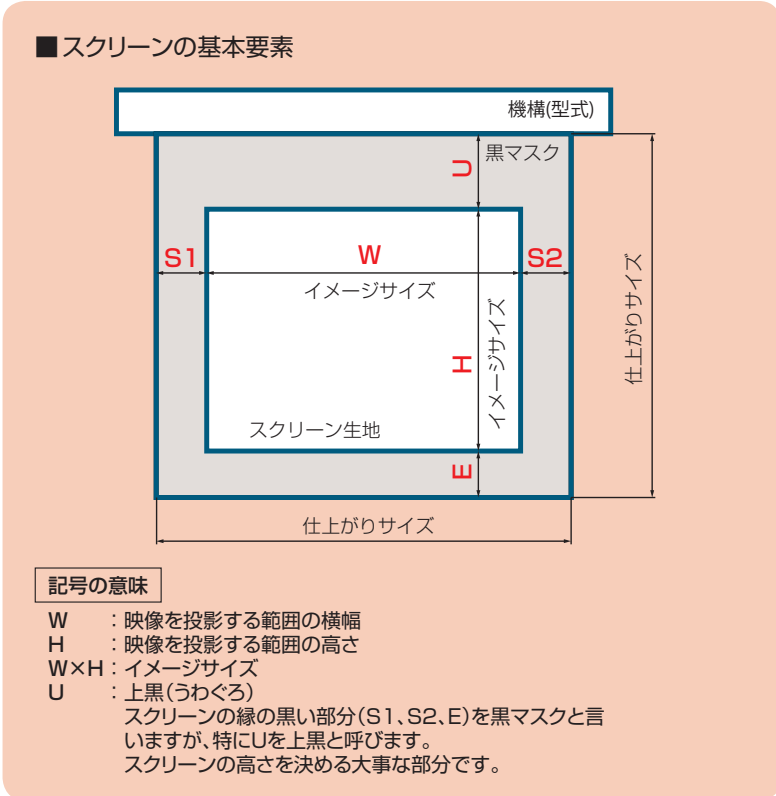 ■スクリーンの基本要素
機構(型式)
黒マスク
U
S1
W
S2
イメージサイズ
H
イメージサイズ
仕上がりサイズ
スクリーン生地
E
仕上がりサイズ
記号の意味
W :映像を投影する範囲の横幅
H :映像を投影する範囲の高さ
W×H:イメージサイズ
U :上黒(うわぐろ)
スクリーンの縁の黒い部分(S1、S2、E)を黒マスクと言
いますが、特にUを上黒と呼びます。
スクリーンの高さを決める大事な部分です。